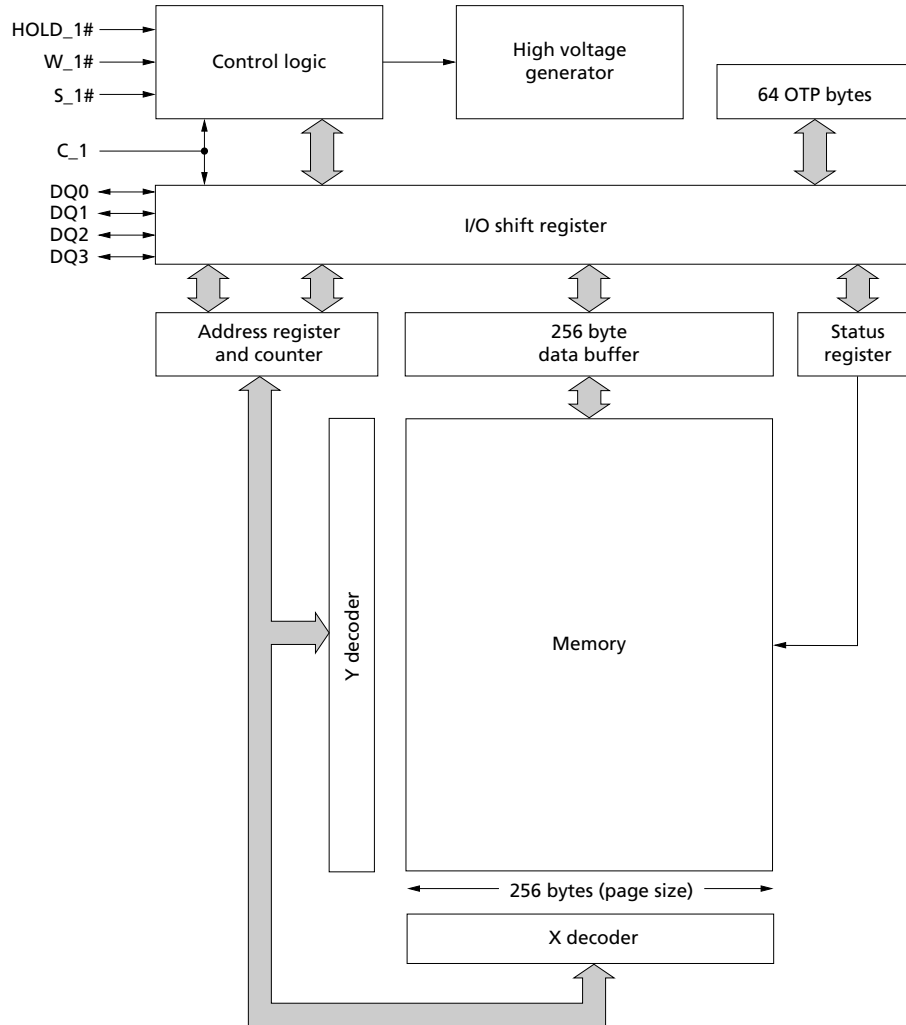 HOLD_1#
W_1#
S_1#
C_1
Control logic
High voltage
generator
64 OTP bytes
DQ0
DQ1
DQ2
DQ3
I/O shift register
Address register
and counter
256 byte
data buffer
Status
register
Y decoder
Memory
256 bytes (page size)
X decoder